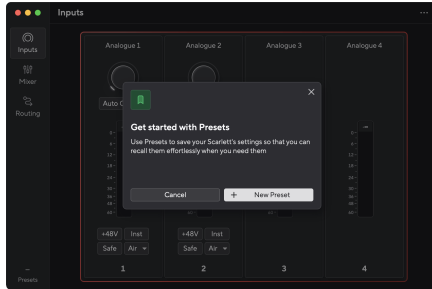 Inputs
Inputs
Mixer
Routing
Presets
Analogue 1
Analogue 2
Analogue 3
Analogue 4
Auto
Get started with Presets
Use Presets to save your Scarlett's settings so that you can
recall them effortlessly when you need them
Cancel
+ New Preset
+48V Inst
Safe Air
+48V Inst
Safe Air
1
2
3
4